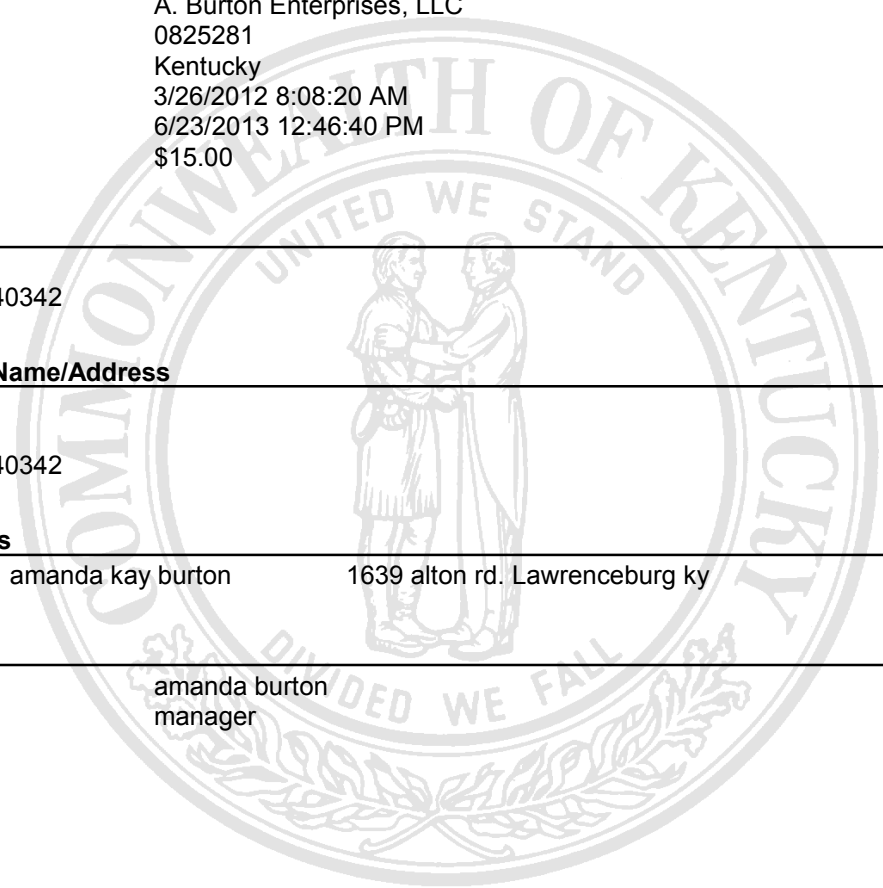 A. Burton Enterprises, LLC
0825281
Kentucky
3/26/2012 8:08:20 AM
6/23/2013 12:46:40 PM
$15.00
COMMONWEALTH OF KENTUCKY
UNITED WE STAND
40342
Name/Address
40342
s
amanda kay burton 1639 alton rd. Lawrenceburg ky
DIVIDED WE FALL
amanda burton
manager